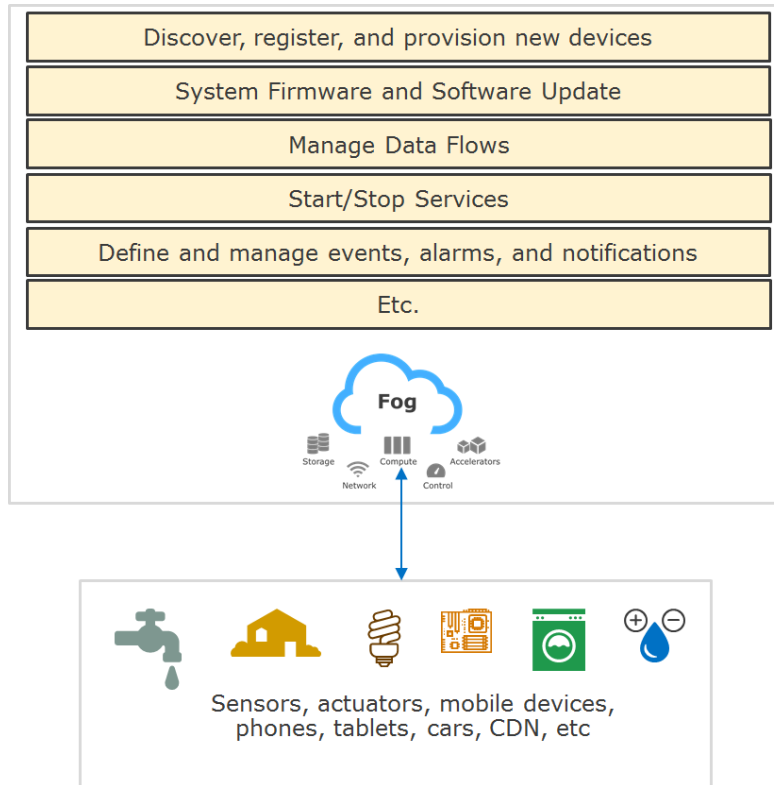 Discover, register, and provision new devices
System Firmware and Software Update
Manage Data Flows
Start/Stop Services
Define and manage events, alarms, and notifications
Etc.
Fog
Storage
Compute
Accelerators
Network
Control
Sensors, actuators, mobile devices,
phones, tablets, cars, CDN, etc